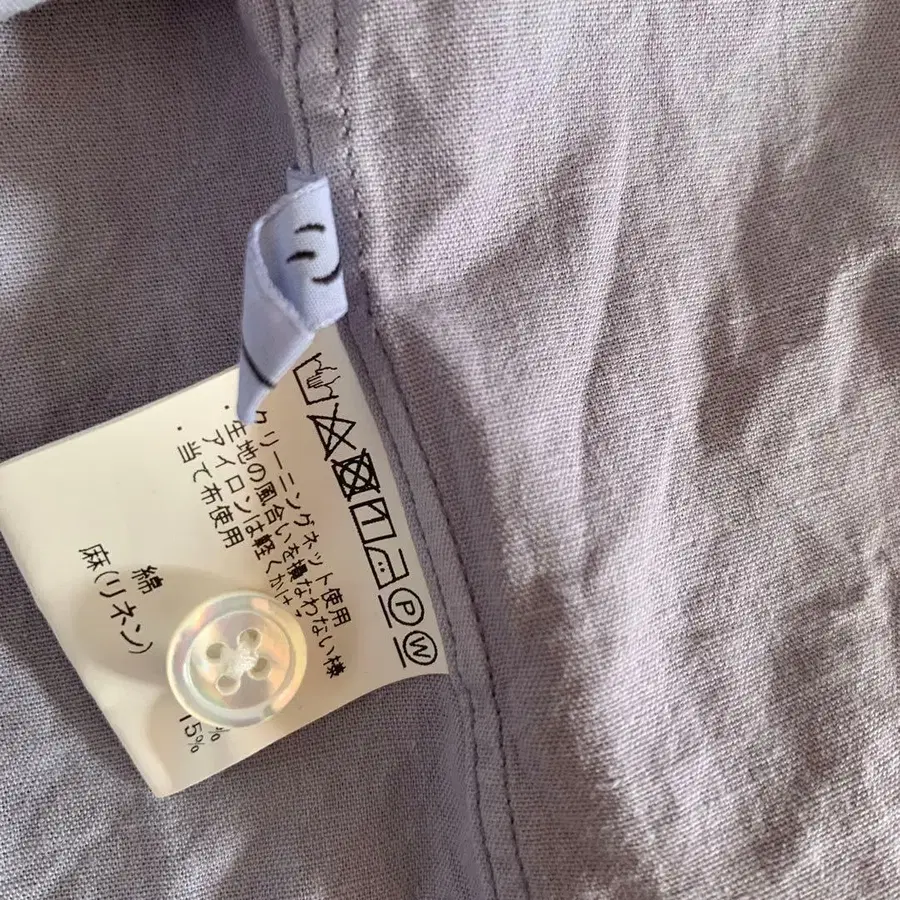 P W
クリーニングネット使用
・生地の風合いを損なわない様
アイロンは軽くかけ
・当て布使用
綿 %
麻(リネン) 15%